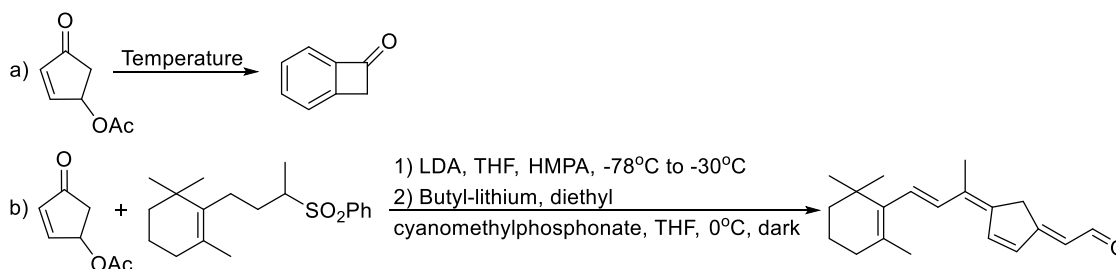 O
O
a)
Temperature
OAc
O
1) LDA, THF, HMPA, -78°C to -30°C
b)
+
SO2Ph
2) Butyl-lithium, diethyl
cyanomethylphosphonate, THF, 0°C, dark
O
OAc